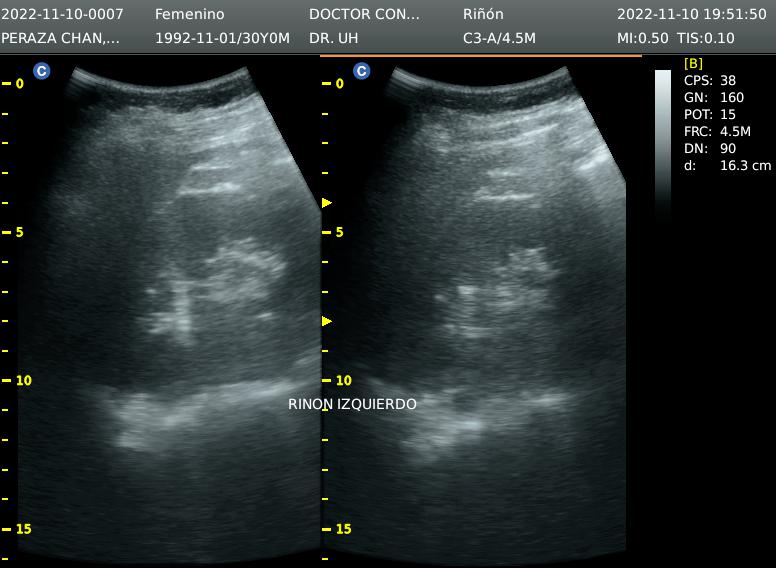 2022-11-10-0007 Femenino DOCTOR CON... Riñón 2022-11-10 19:51:50
PERAZA CHAN,... 1992-11-01/30Y0M DR. UH C3-A/4.5M MI:0.50 TIS:0.10
C C [B]
0 0 CPS: 38
GN: 160
POT: 15
FRC: 4.5M
DN: 90
d: 16.3 cm
5 5
10 10
RINON IZQUIERDO
15 15